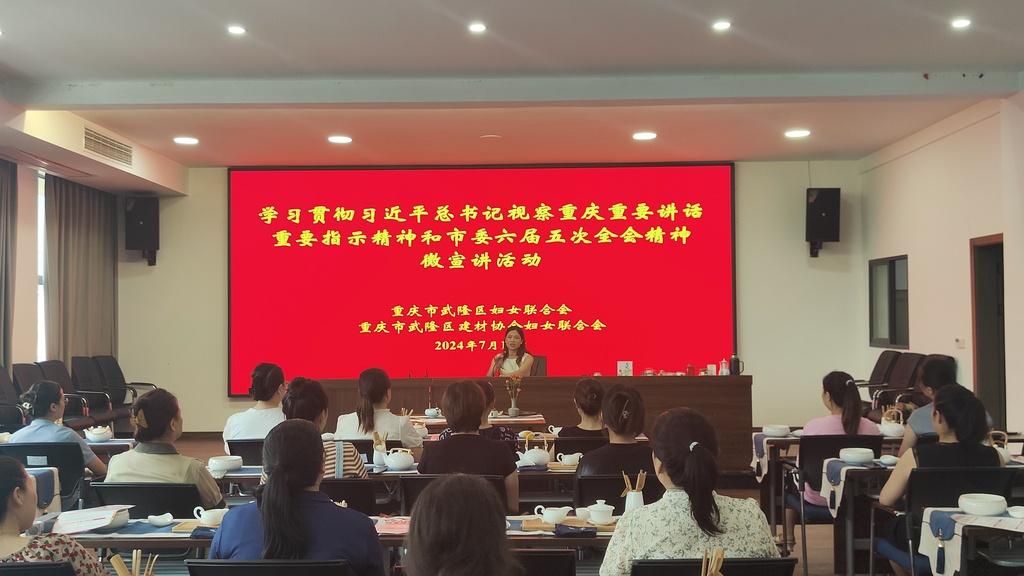 学习贯彻习近平总书记视察重庆重要讲话
重要指示精神和市委六届五次全会精神
微宣讲活动
重庆市武隆区妇女联合会
重庆市武隆区建材协会妇女联合会
2024年7月1